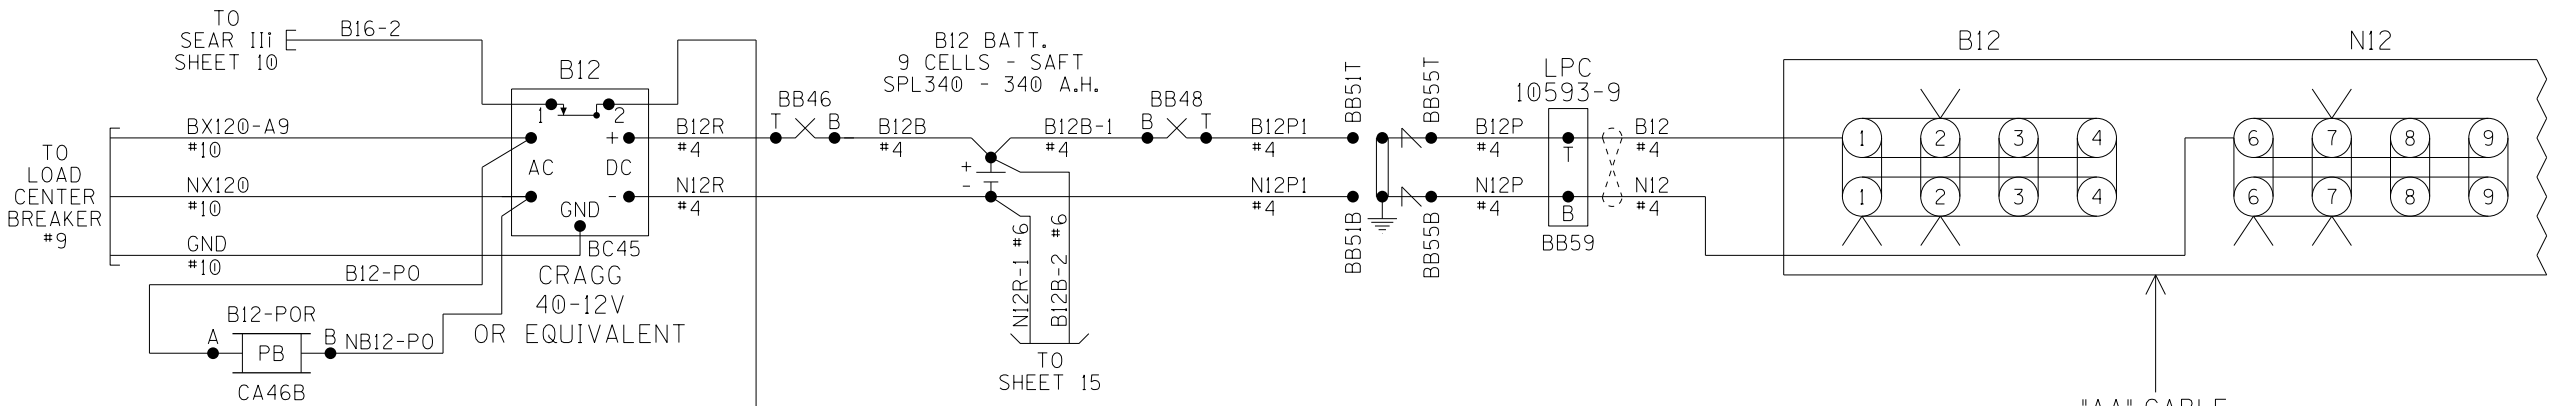 TO
SEAR IIi
SHEET 10
B16-2
B12
1
2
TO
LOAD
CENTER
BREAKER
#9
BX120-A9
#10
NX120
#10
GND
#10
AC
DC
+
-
GND
BC45
CRAGG
40-12V
OR EQUIVALENT
B12-PO
B12-POR
A
PB
B
NB12-PO
CA46B
B12R
#4
N12R
#4
BB46
T
B
B12B
#4
B12 BATT.
9 CELLS - SAFT
SPL340 - 340 A.H.
+
-
B12B-1
#4
N12R-1 #6
B12B-2 #6
TO
SHEET 15
BB48
B
T
B12P1
#4
N12P1
#4
BB51T
BB51B
BB55T
BB55B
B12P
#4
N12P
#4
LPC
10593-9
T
B
BB59
B12
#4
N12
#4
B12
1 2 3 4
1 2 3 4
N12
6 7 8 9
6 7 8 9
"AA" CABLE